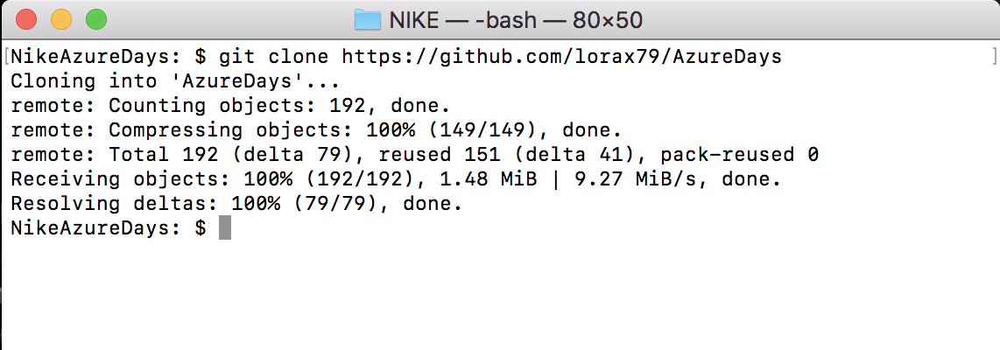 NIKE — -bash — 80×50
[NikeAzureDays: $ git clone https://github.com/lorax79/AzureDays ]
Cloning into 'AzureDays'...
remote: Counting objects: 192, done.
remote: Compressing objects: 100% (149/149), done.
remote: Total 192 (delta 79), reused 151 (delta 41), pack-reused 0
Receiving objects: 100% (192/192), 1.48 MiB | 9.27 MiB/s, done.
Resolving deltas: 100% (79/79), done.
NikeAzureDays: $